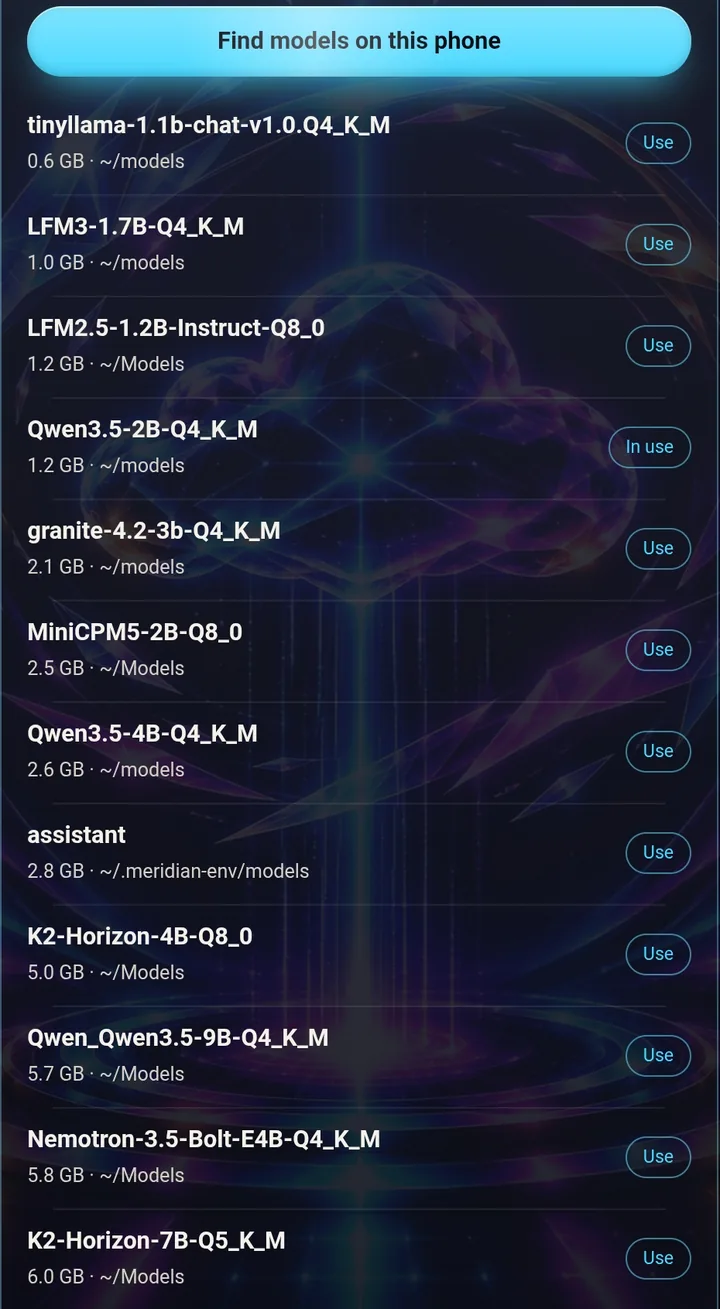 Find models on this phone
tinyllama-1.1b-chat-v1.0.Q4_K_M
Use
0.6 GB · ~/models
LFM3-1.7B-Q4_K_M
Use
1.0 GB · ~/models
LFM2.5-1.2B-Instruct-Q8_0
Use
1.2 GB · ~/Models
Qwen3.5-2B-Q4_K_M
In use
1.2 GB · ~/models
granite-4.2-3b-Q4_K_M
Use
2.1 GB · ~/models
MiniCPM5-2B-Q8_0
Use
2.5 GB · ~/Models
Qwen3.5-4B-Q4_K_M
Use
2.6 GB · ~/models
assistant
Use
2.8 GB · ~/.meridian-env/models
K2-Horizon-4B-Q8_0
Use
5.0 GB · ~/Models
Qwen_Qwen3.5-9B-Q4_K_M
Use
5.7 GB · ~/Models
Nemotron-3.5-Bolt-E4B-Q4_K_M
Use
5.8 GB · ~/Models
K2-Horizon-7B-Q5_K_M
Use
6.0 GB · ~/Models